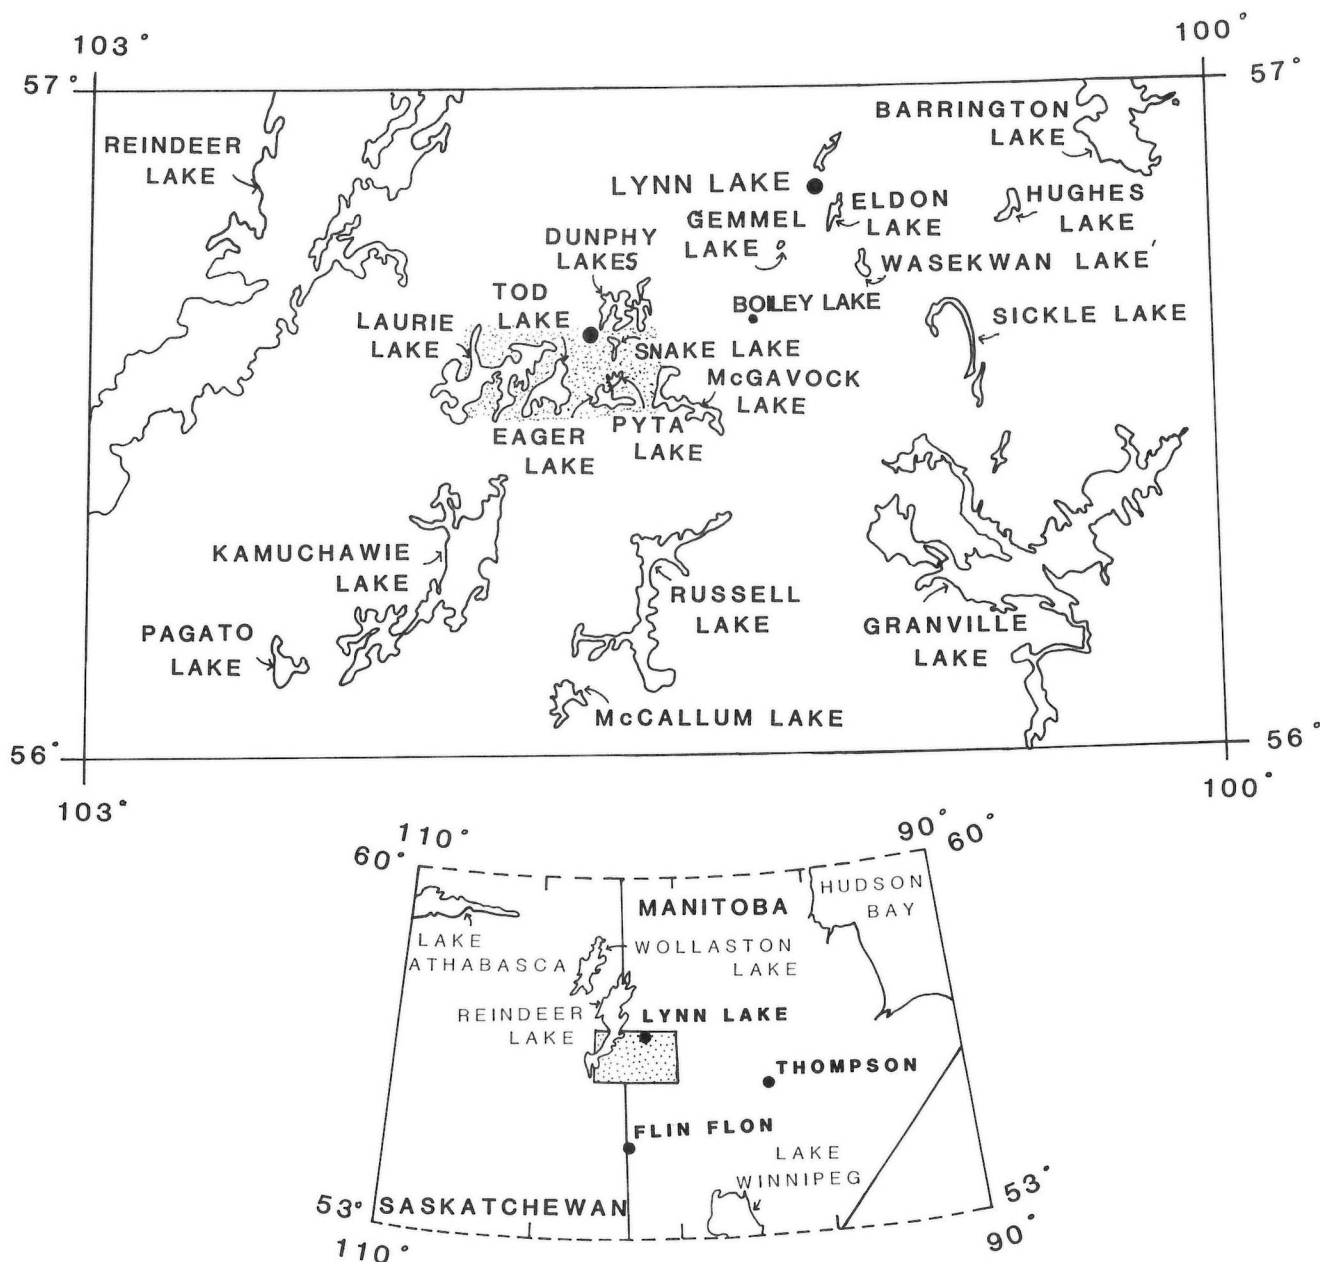 103°
100°
57°
57°
REINDEER
LAKE
BARRINGTON
LAKE
LYNN LAKE
ELDON
LAKE
HUGHES
LAKE
GEMMEL
LAKE
DUNPHY
LAKES
WASEKWAN LAKE
TOD
LAKE
BOILEY LAKE
LAURIE
LAKE
SICKLE LAKE
SNAKE LAKE
McGAVOCK
LAKE
EAGER
LAKE
PYTA
LAKE
KAMUCHAWIE
LAKE
RUSSELL
LAKE
PAGATO
LAKE
GRANVILLE
LAKE
McCALLUM LAKE
56°
56°
103°
100°
110°
90°
60°
60°
MANITOBA
HUDSON
BAY
LAKE
ATHABASCA
WOLLASTON
LAKE
REINDEER
LAKE
LYNN LAKE
THOMPSON
FLIN FLON
LAKE
WINNIPEG
SASKATCHEWAN
53°
53°
110°
90°